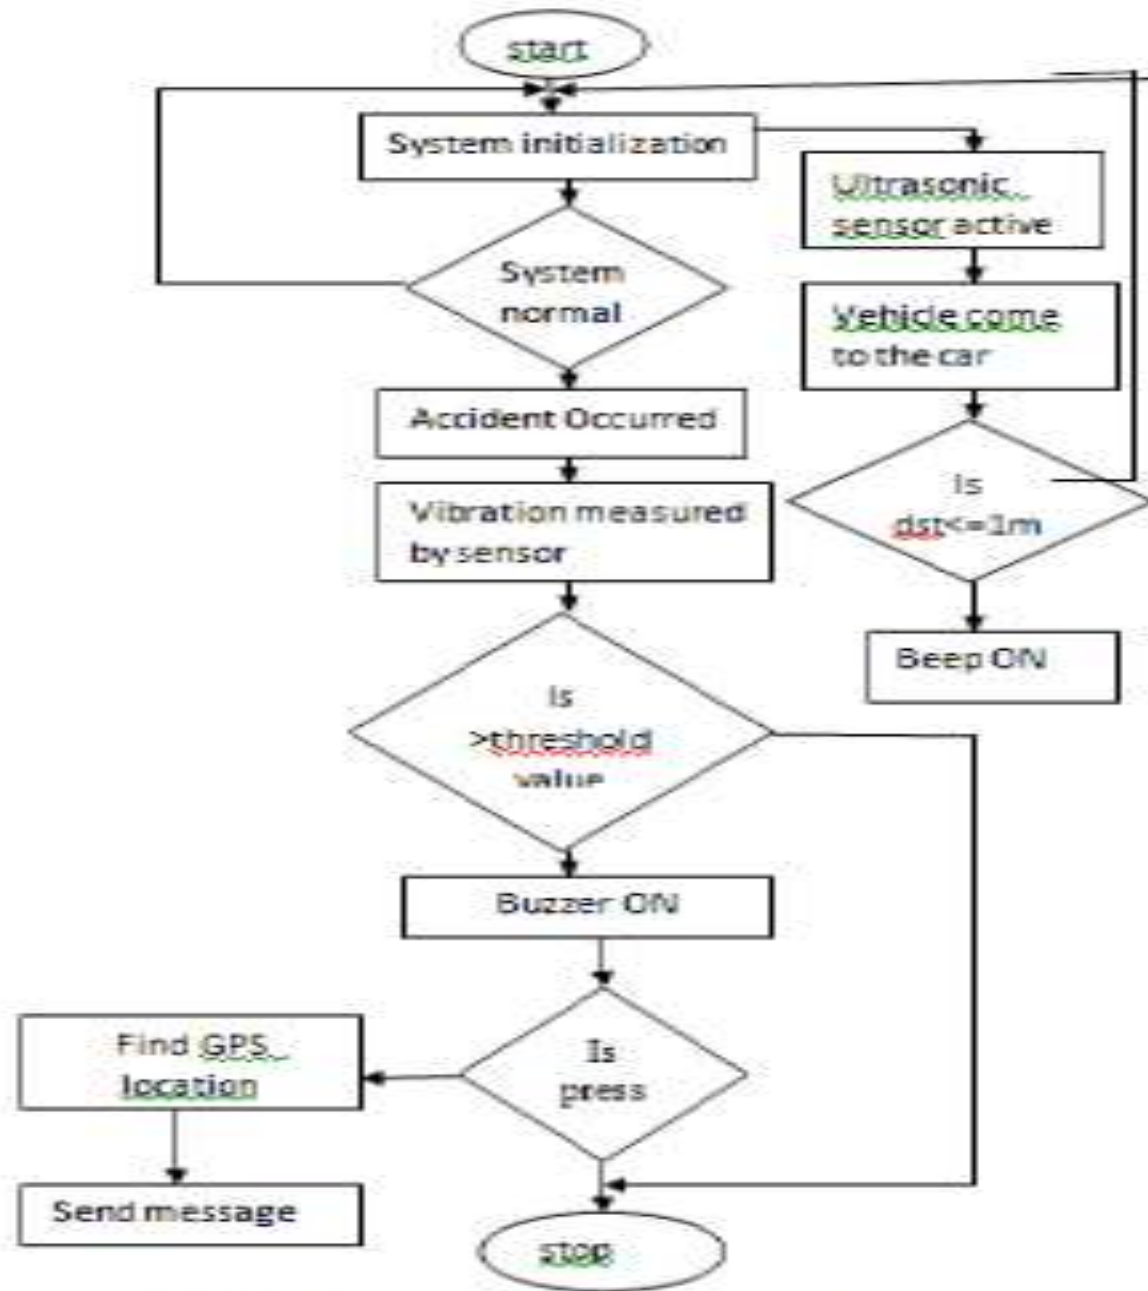 start
System initialization
Ultrasonic
sensor active
System
normal
Vehicle come
to the car
Accident Occurred
Is
dst<=1m
Vibration measured
by sensor
Beep ON
Is
>threshold
value
Buzzer ON
Find GPS
location
Is
press
Send message
stop